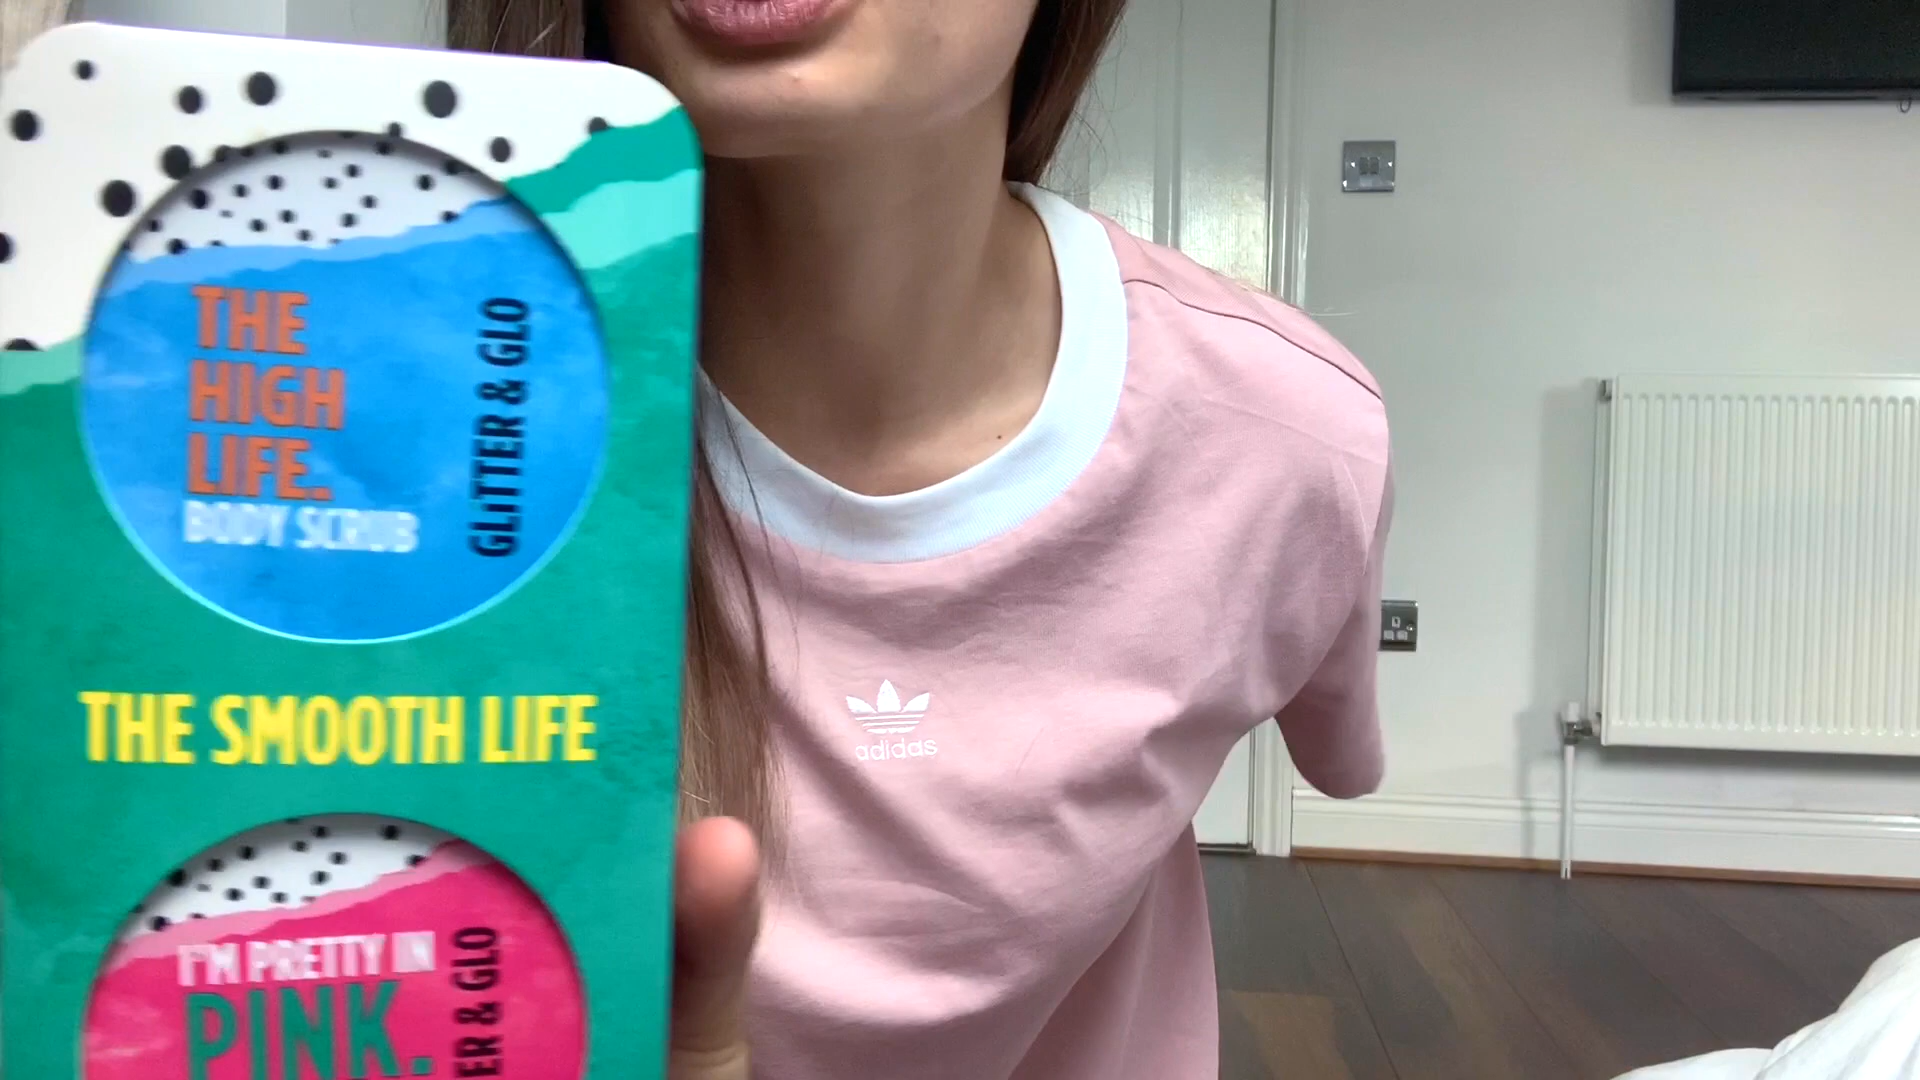 THE
HIGH
LIFE.
BODY SCRUB
GLITTER & GLO
THE SMOOTH LIFE
I'M PRETTY IN
PINK.
ER & GLO
adidas